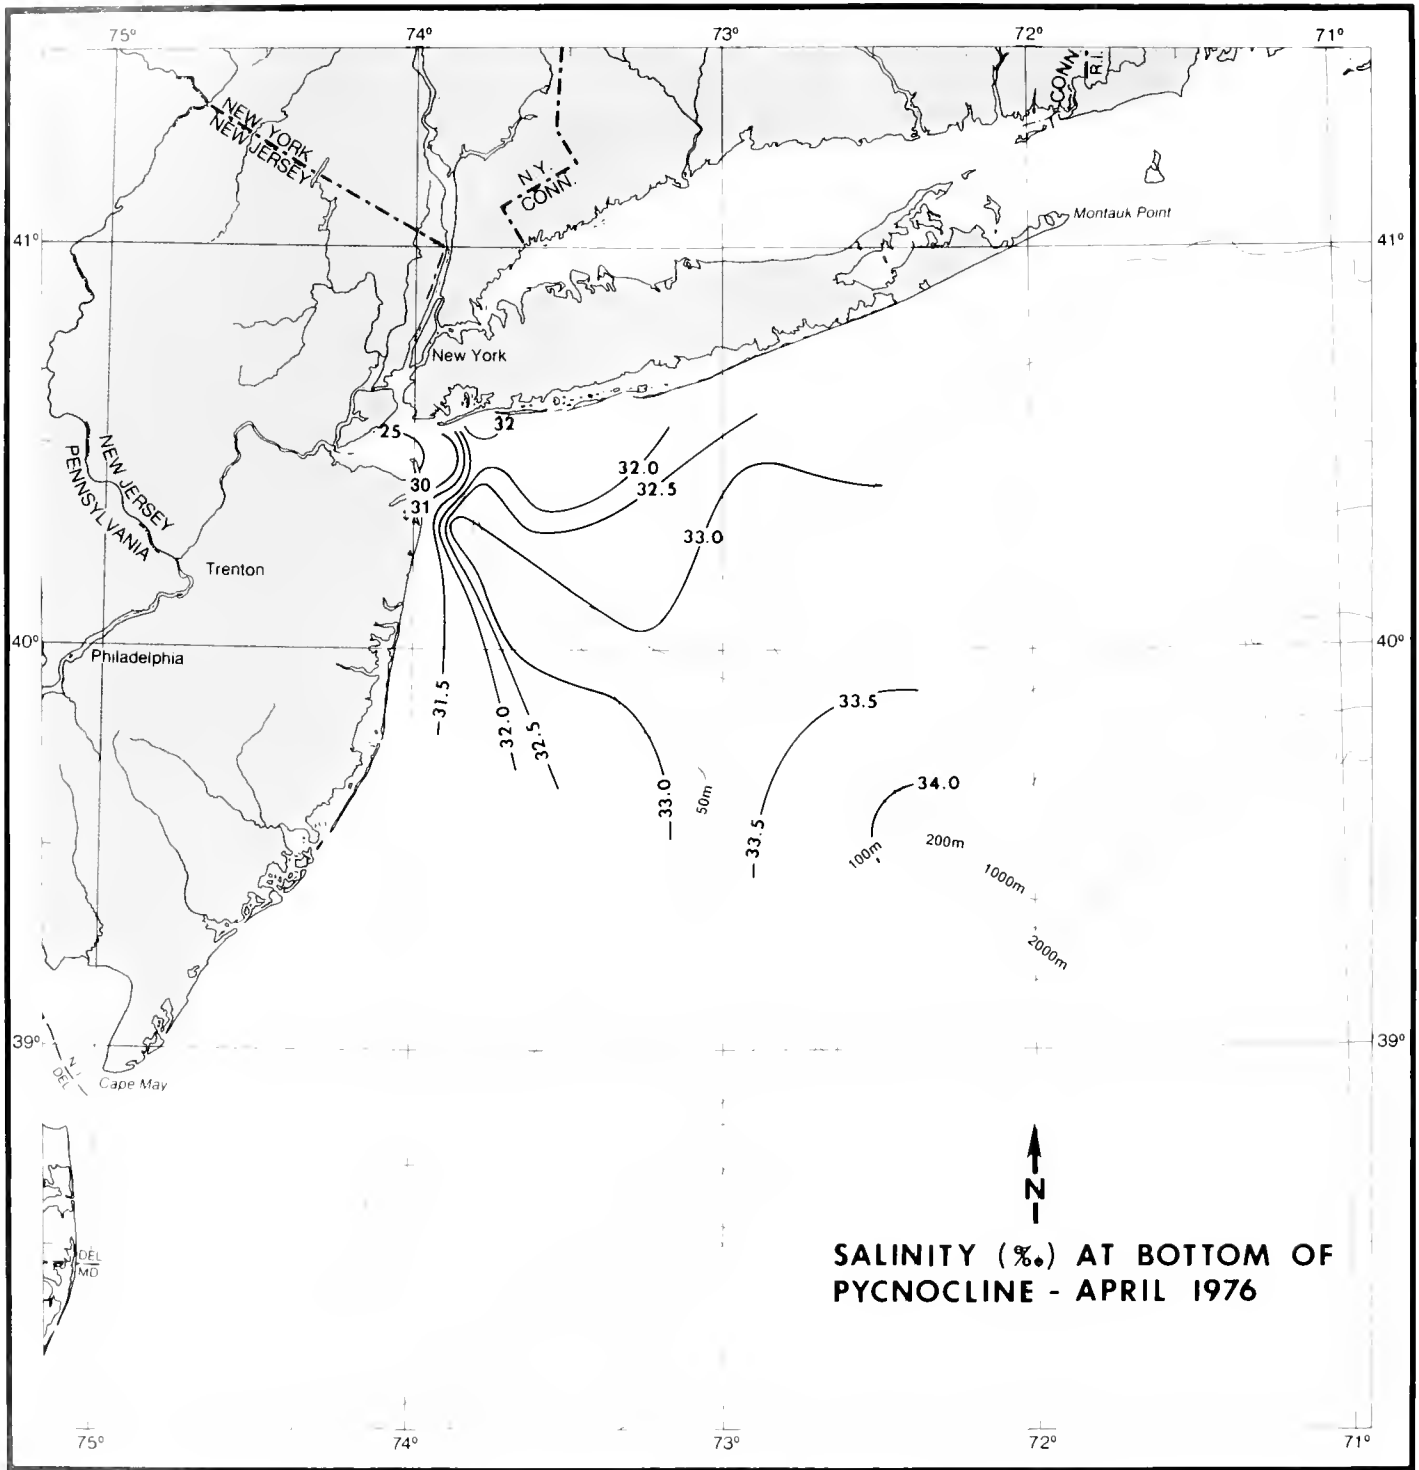 75° 74° 73° 72° 71°
CONN.
R.I.
NEW YORK
NEW JERSEY
N.Y.
CONN.
Montauk Point
41°
New York
25
32
30
31
32.0
32.5
33.0
NEW JERSEY
PENNSYLVANIA
Trenton
40° 40°
Philadelphia
31.5
32.0
32.5
33.0
50m
33.5
33.5
34.0
100m
200m
1000m
2000m
39° 39°
N.J.
DEL
Cape May
N
DEL
MD
SALINITY (‰) AT BOTTOM OF
PYCNOCLINE - APRIL 1976
75° 74° 73° 72° 71°